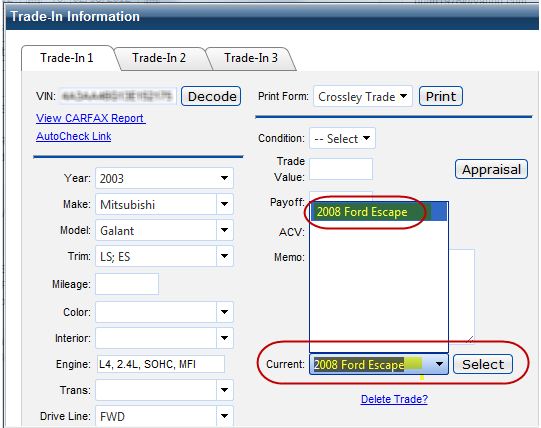 Trade-In Information
Trade-In 1
Trade-In 2
Trade-In 3
VIN:
Decode
View CARFAX Report
AutoCheck Link
Year: 2003
Make: Mitsubishi
Model: Galant
Trim: LS; ES
Mileage:
Color:
Interior:
Engine: L4, 2.4L, SOHC, MFI
Trans:
Drive Line: FWD
Print Form: Crossley Trade
Print
Condition: -- Select
Trade
Value:
Appraisal
Payoff:
2008 Ford Escape
ACV:
Memo:
Current: 2008 Ford Escape
Select
Delete Trade?